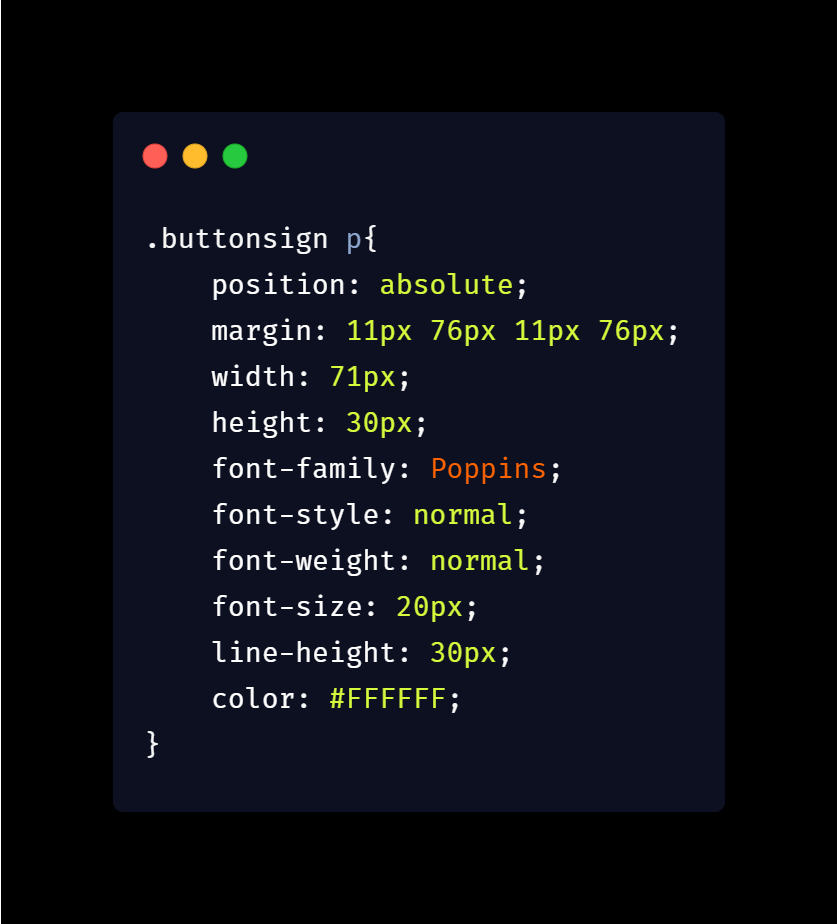 .buttonsign p{
    position: absolute;
    margin: 11px 76px 11px 76px;
    width: 71px;
    height: 30px;
    font-family: Poppins;
    font-style: normal;
    font-weight: normal;
    font-size: 20px;
    line-height: 30px;
    color: #FFFFFF;
}